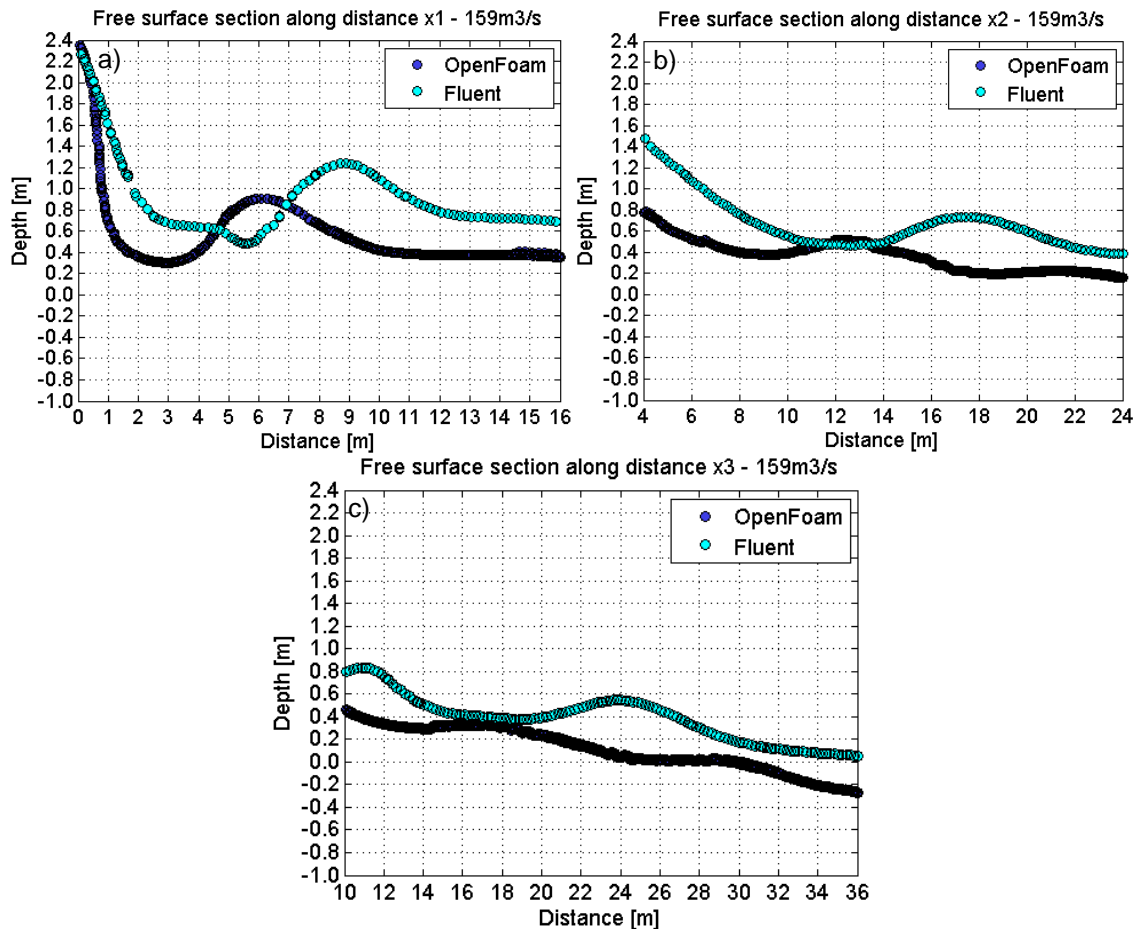 Free surface section along distance x1 - 159m3/s
a)
OpenFoam
Fluent
2.4
2.2
2.0
1.8
1.6
1.4
1.2
1.0
0.8
0.6
0.4
0.2
0.0
-0.2
-0.4
-0.6
-0.8
-1.0
Depth [m]
0 1 2 3 4 5 6 7 8 9 10 11 12 13 14 15 16
Distance [m]
Free surface section along distance x2 - 159m3/s
b)
OpenFoam
Fluent
2.4
2.2
2.0
1.8
1.6
1.4
1.2
1.0
0.8
0.6
0.4
0.2
0.0
-0.2
-0.4
-0.6
-0.8
-1.0
Depth [m]
4 6 8 10 12 14 16 18 20 22 24
Distance [m]
Free surface section along distance x3 - 159m3/s
c)
OpenFoam
Fluent
2.4
2.2
2.0
1.8
1.6
1.4
1.2
1.0
0.8
0.6
0.4
0.2
0.0
-0.2
-0.4
-0.6
-0.8
-1.0
Depth [m]
10 12 14 16 18 20 22 24 26 28 30 32 34 36
Distance [m]